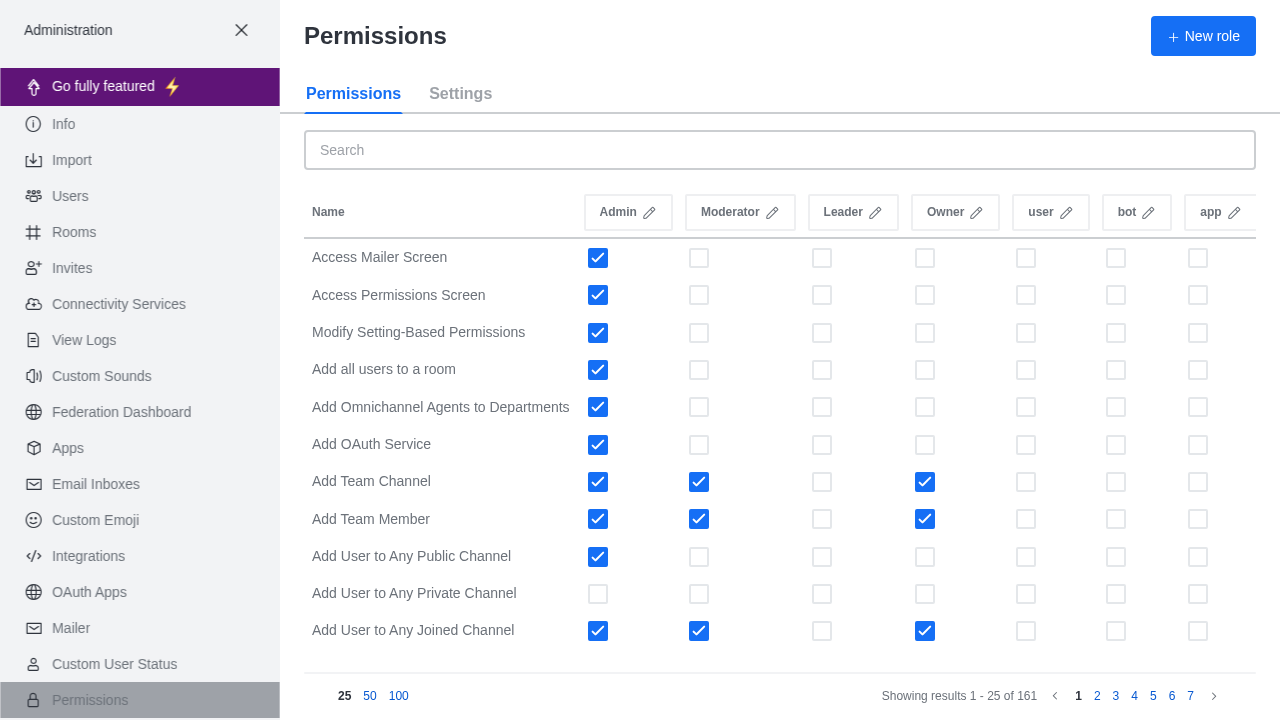 Administration
Go fully featured ⚡
Info
Import
Users
Rooms
Invites
Connectivity Services
View Logs
Custom Sounds
Federation Dashboard
Apps
Email Inboxes
Custom Emoji
Integrations
OAuth Apps
Mailer
Custom User Status
Permissions
Permissions
+ New role
Permissions Settings
Search
Name Admin Moderator Leader Owner user bot app
Access Mailer Screen
Access Permissions Screen
Modify Setting-Based Permissions
Add all users to a room
Add Omnichannel Agents to Departments
Add OAuth Service
Add Team Channel
Add Team Member
Add User to Any Public Channel
Add User to Any Private Channel
Add User to Any Joined Channel
25 50 100 Showing results 1 - 25 of 161 1 2 3 4 5 6 7